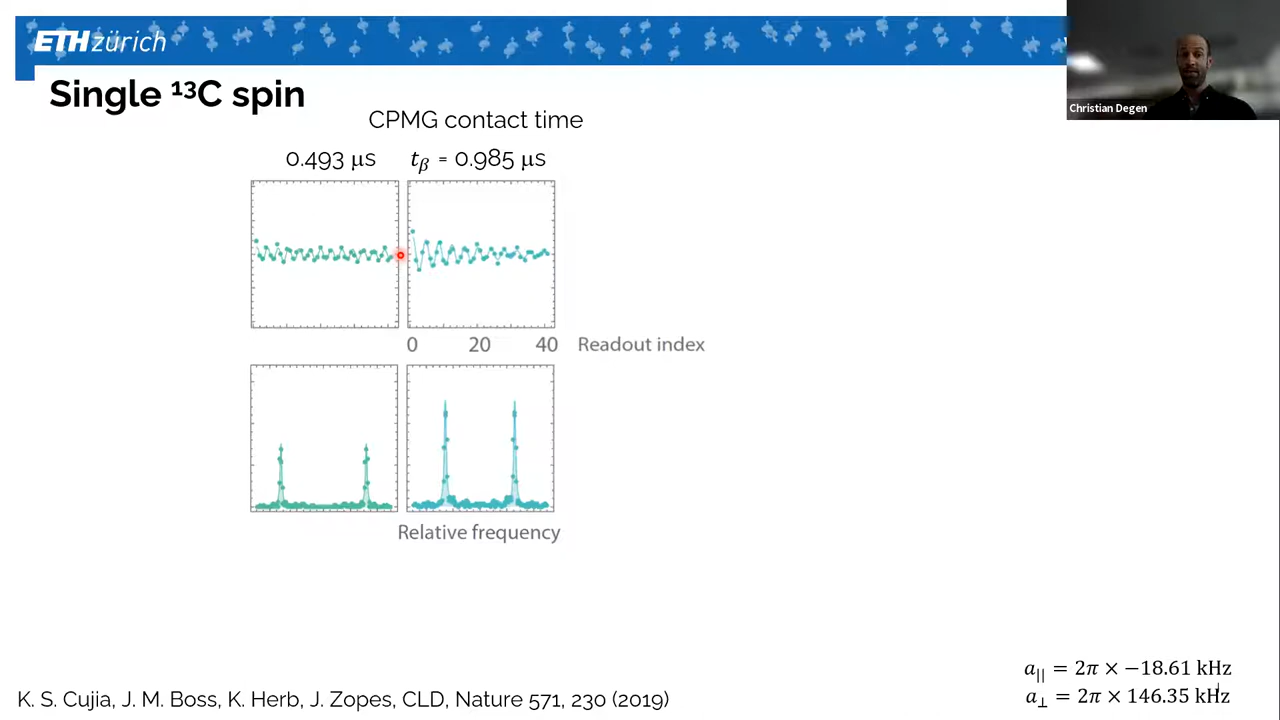 ETH zürich
Christian Degen
Single ¹³C spin
CPMG contact time
0.493 µs
t_β = 0.985 µs
0 20 40 Readout index
Relative frequency
a_|| = 2π × −18.61 kHz
a_⊥ = 2π × 146.35 kHz
K. S. Cujia, J. M. Boss, K. Herb, J. Zopes, CLD, Nature 571, 230 (2019)